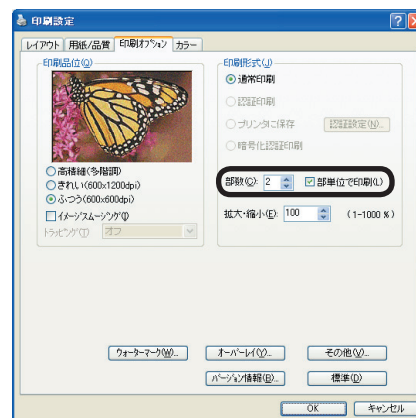 印刷設定
レイアウト 用紙/品質 印刷オプション カラー
印刷品位(Q)
高精細(多階調)
きれい(600x1200dpi)
ふつう(600x600dpi)
イメージスムージング(I)
トラッピング(T) オフ
印刷形式(J)
通常印刷
認証印刷
プリンタに保存 認証設定(N)...
暗号化認証印刷
部数(C): 2 部単位で印刷(L)
拡大・縮小(E): 100 (1-1000 %)
ウォーターマーク(W)... オーバーレイ(Y)... その他(V)...
バージョン情報(B)... 標準(D)
OK キャンセル